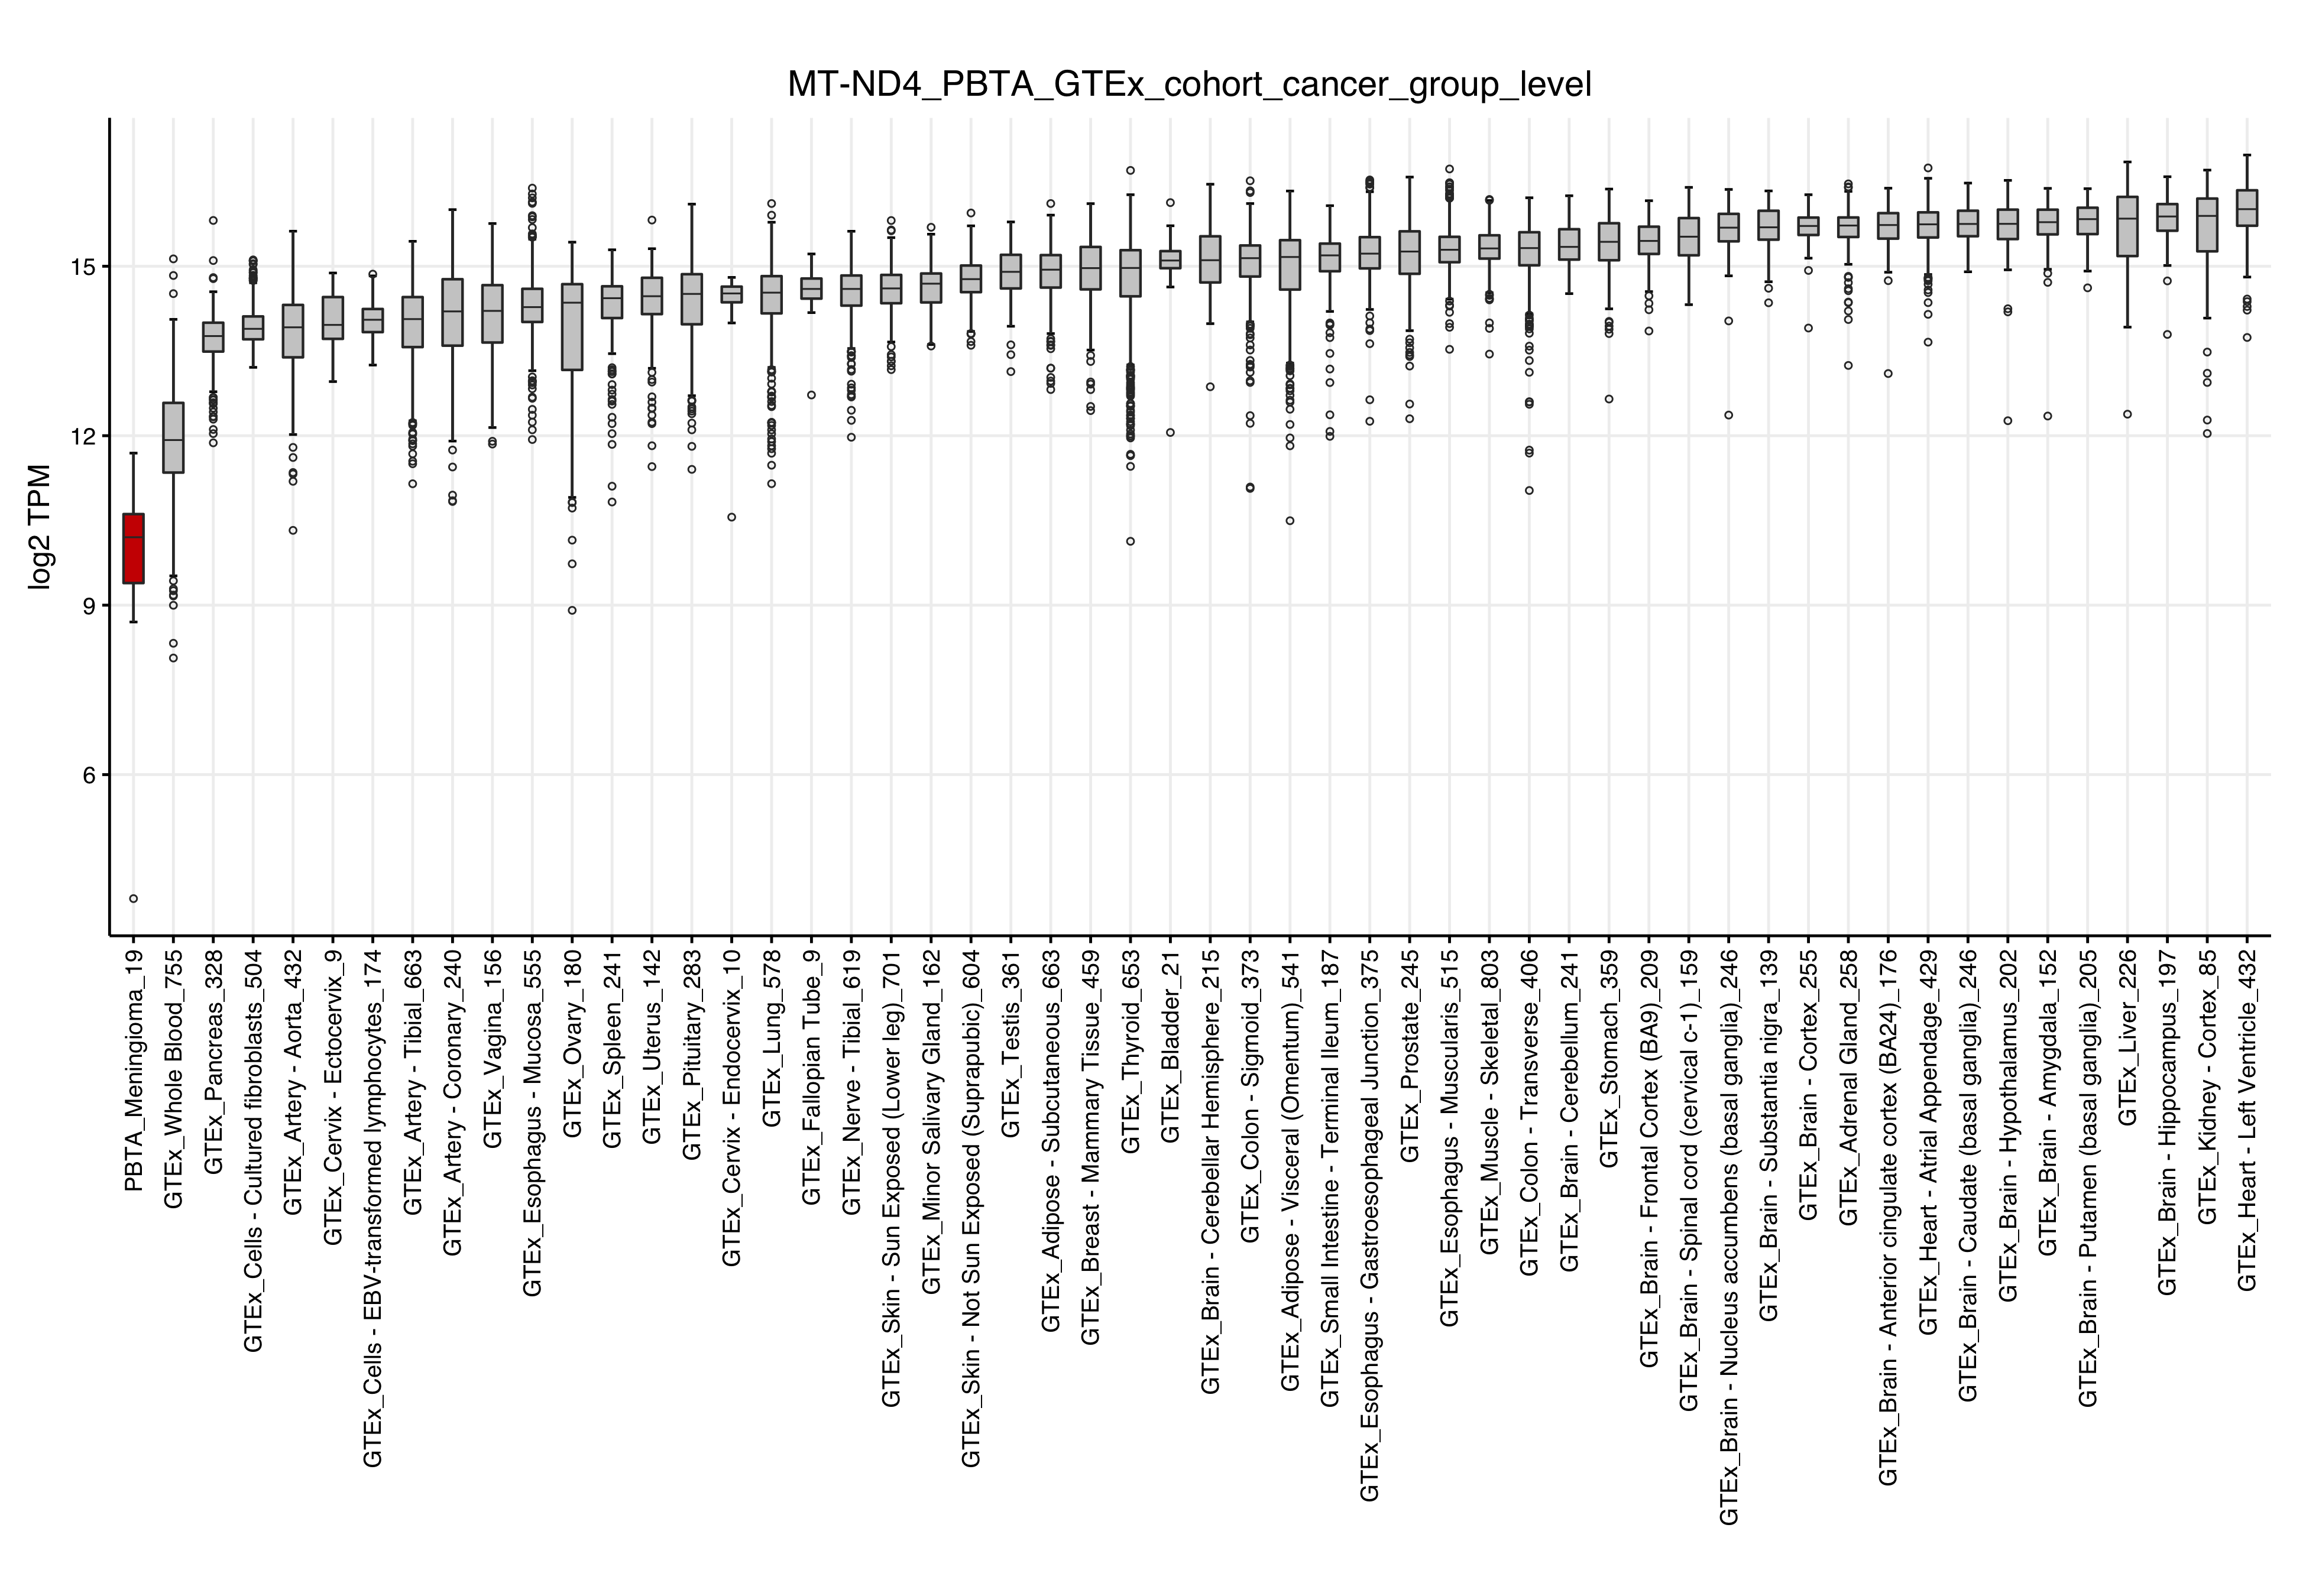 MT-ND4_PBTA_GTEx_cohort_cancer_group_level
log2 TPM
15
12
9
6
PBTA_Meningioma_19
GTEx_Whole Blood_755
GTEx_Pancreas_328
GTEx_Cells - Cultured fibroblasts_504
GTEx_Artery - Aorta_432
GTEx_Cervix - Ectocervix_9
GTEx_Cells - EBV-transformed lymphocytes_174
GTEx_Artery - Tibial_663
GTEx_Artery - Coronary_240
GTEx_Vagina_156
GTEx_Esophagus - Mucosa_555
GTEx_Ovary_180
GTEx_Spleen_241
GTEx_Uterus_142
GTEx_Pituitary_283
GTEx_Cervix - Endocervix_10
GTEx_Lung_578
GTEx_Fallopian Tube_9
GTEx_Nerve - Tibial_619
GTEx_Skin - Sun Exposed (Lower leg)_701
GTEx_Minor Salivary Gland_162
GTEx_Skin - Not Sun Exposed (Suprapubic)_604
GTEx_Testis_361
GTEx_Adipose - Subcutaneous_663
GTEx_Breast - Mammary Tissue_459
GTEx_Thyroid_653
GTEx_Bladder_21
GTEx_Brain - Cerebellar Hemisphere_215
GTEx_Colon - Sigmoid_373
GTEx_Adipose - Visceral (Omentum)_541
GTEx_Small Intestine - Terminal Ileum_187
GTEx_Esophagus - Gastroesophageal Junction_375
GTEx_Prostate_245
GTEx_Esophagus - Muscularis_515
GTEx_Muscle - Skeletal_803
GTEx_Colon - Transverse_406
GTEx_Brain - Cerebellum_241
GTEx_Stomach_359
GTEx_Brain - Frontal Cortex (BA9)_209
GTEx_Brain - Spinal cord (cervical c-1)_159
GTEx_Brain - Nucleus accumbens (basal ganglia)_246
GTEx_Brain - Substantia nigra_139
GTEx_Brain - Cortex_255
GTEx_Adrenal Gland_258
GTEx_Brain - Anterior cingulate cortex (BA24)_176
GTEx_Heart - Atrial Appendage_429
GTEx_Brain - Caudate (basal ganglia)_246
GTEx_Brain - Hypothalamus_202
GTEx_Brain - Amygdala_152
GTEx_Brain - Putamen (basal ganglia)_205
GTEx_Liver_226
GTEx_Brain - Hippocampus_197
GTEx_Kidney - Cortex_85
GTEx_Heart - Left Ventricle_432